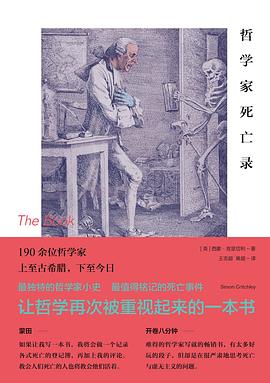 哲学家死亡录
The Book
[英]西蒙·克里切利—著
王志超 黄超—译
190余位哲学家
上至古希腊，下至今日
最独特的哲学家小史 最值得铭记的死亡事件
Simon Critchley
让哲学再次被重视起来的一本书
蒙田——
如果让我写一本书，我将会做一个记录
各式死亡的登记册，再加上我的评论，
教会人们死亡的人也将教会他们活着。
开卷八分钟——
难得的哲学家写就的畅销书，有太多好
玩的段子，但却是在很严肃地思考死亡
与虚无主义的问题。